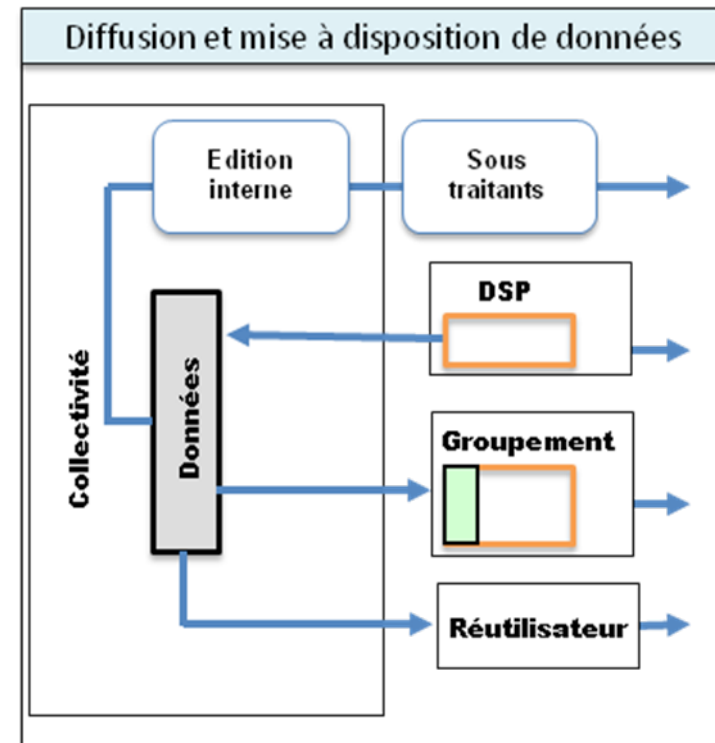 Diffusion et mise à disposition de données
Edition
interne
Sous
traitants
DSP
Collectivité
Données
Groupement
Réutilisateur